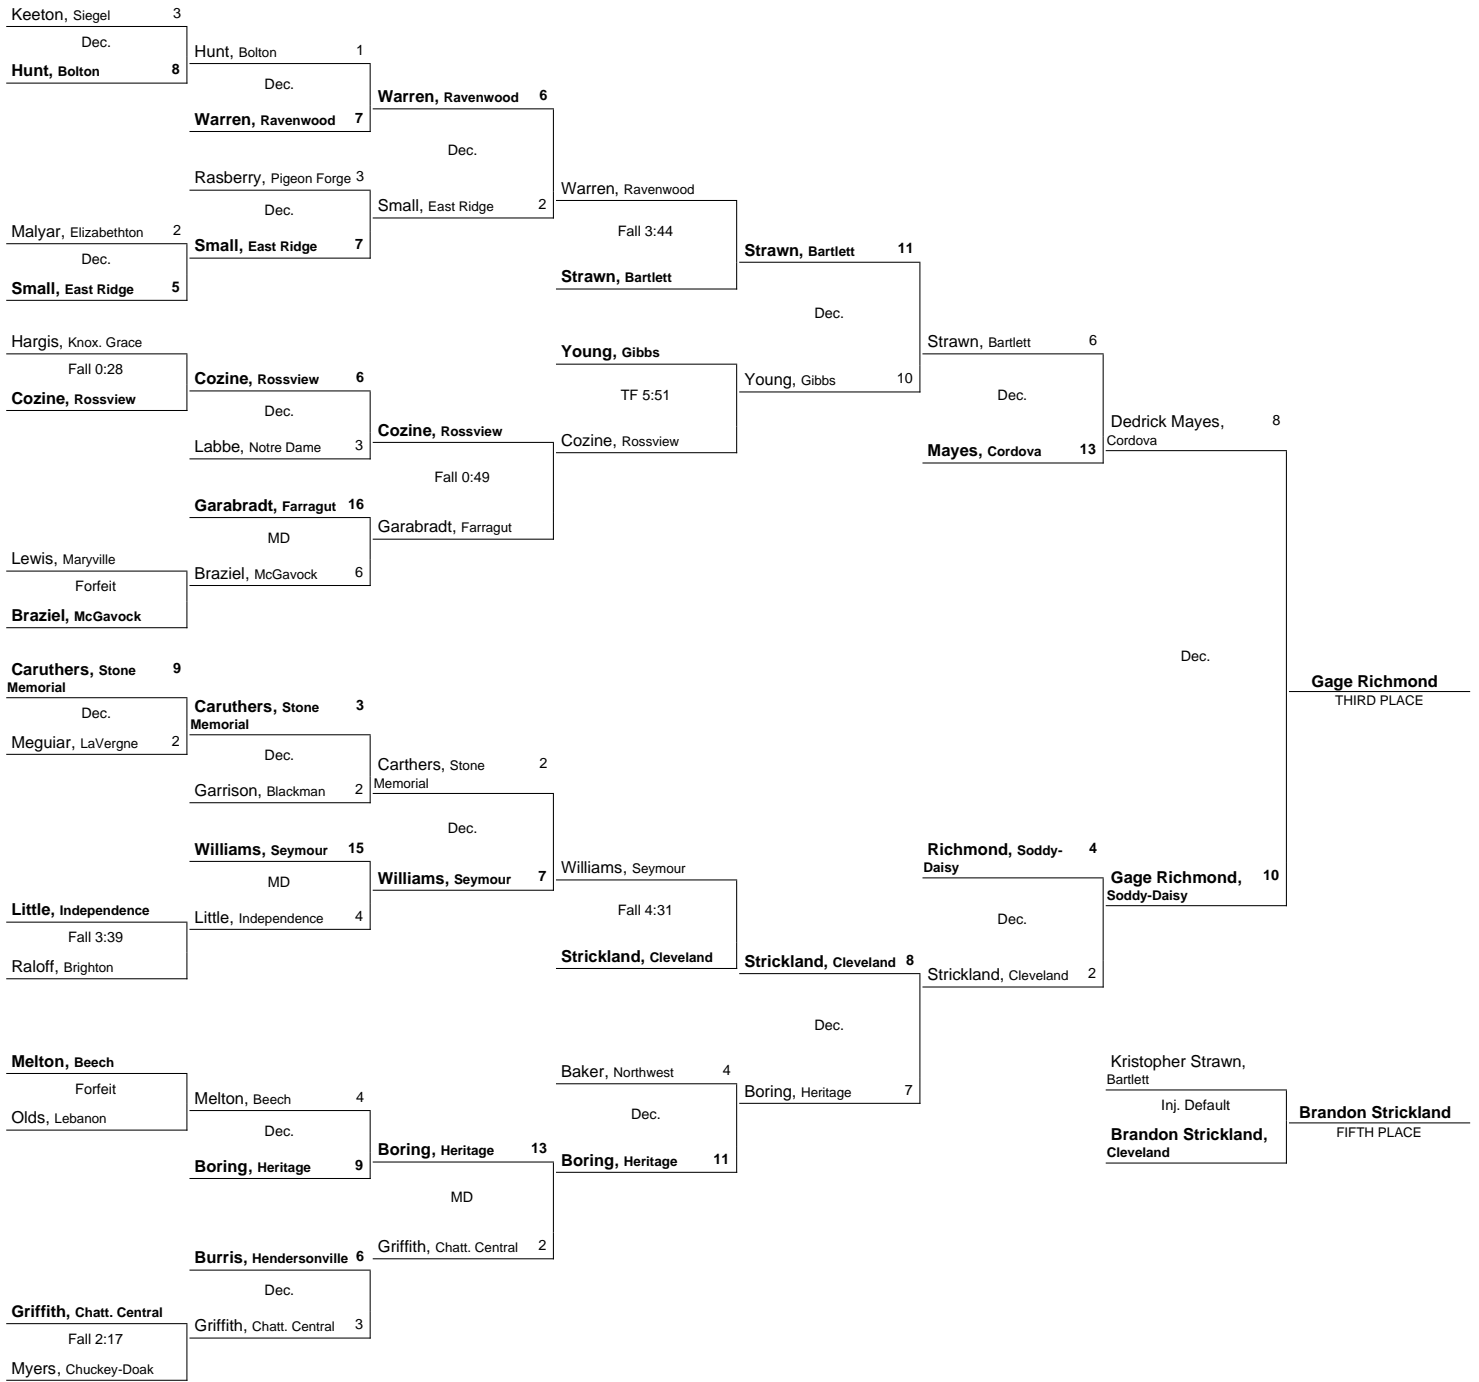 Keeton, Siegel 3
Dec.
Hunt, Bolton 8
Hunt, Bolton 1
Dec.
Warren, Ravenwood 7
Warren, Ravenwood 6
Dec.
Small, East Ridge 2
Rasberry, Pigeon Forge 3
Dec.
Small, East Ridge 7
Malyar, Elizabethton 2
Dec.
Small, East Ridge 5
Warren, Ravenwood
Fall 3:44
Strawn, Bartlett
Strawn, Bartlett 11
Dec.
Young, Gibbs 10
Hargis, Knox. Grace
Fall 0:28
Cozine, Rossview
Cozine, Rossview 6
Dec.
Labbe, Notre Dame 3
Cozine, Rossview
Fall 0:49
Garabradt, Farragut
Young, Gibbs
TF 5:51
Cozine, Rossview
Garabradt, Farragut 16
MD
Braziel, McGavock 6
Lewis, Maryville
Forfeit
Braziel, McGavock
Strawn, Bartlett 6
Dec.
Mayes, Cordova 13
Dedrick Mayes, 8
Cordova
Dec.
Gage Richmond
THIRD PLACE
Caruthers, Stone 9
Memorial
Dec.
Meguiar, LaVergne 2
Caruthers, Stone 3
Memorial
Dec.
Garrison, Blackman 2
Carthers, Stone 2
Memorial
Dec.
Williams, Seymour 7
Williams, Seymour 15
MD
Little, Independence 4
Little, Independence
Fall 3:39
Raloff, Brighton
Williams, Seymour
Fall 4:31
Strickland, Cleveland
Strickland, Cleveland 8
Dec.
Boring, Heritage 7
Richmond, Soddy- 4
Daisy
Dec.
Strickland, Cleveland 2
Gage Richmond, 10
Soddy-Daisy
Melton, Beech
Forfeit
Olds, Lebanon
Melton, Beech 4
Dec.
Boring, Heritage 9
Boring, Heritage 13
MD
Griffith, Chatt. Central 2
Baker, Northwest 4
Dec.
Boring, Heritage 11
Burris, Hendersonville 6
Dec.
Griffith, Chatt. Central 3
Griffith, Chatt. Central
Fall 2:17
Myers, Chuckey-Doak
Kristopher Strawn,
Bartlett
Inj. Default
Brandon Strickland,
Cleveland
Brandon Strickland
FIFTH PLACE